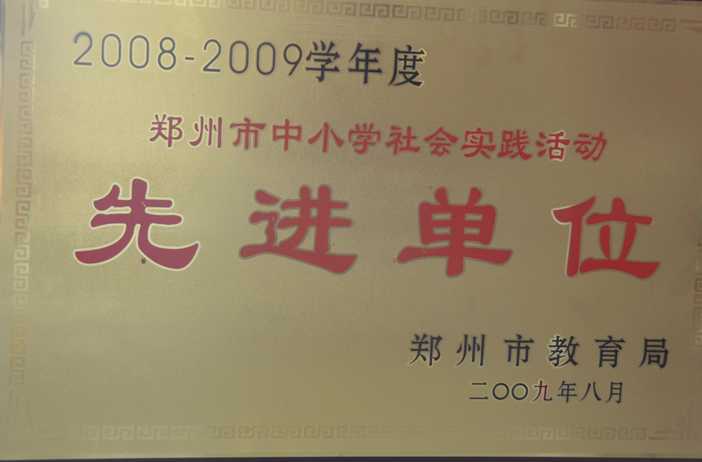 2008-2009学年度
郑州市中小学社会实践活动
先进单位
郑州市教育局
二〇〇九年八月